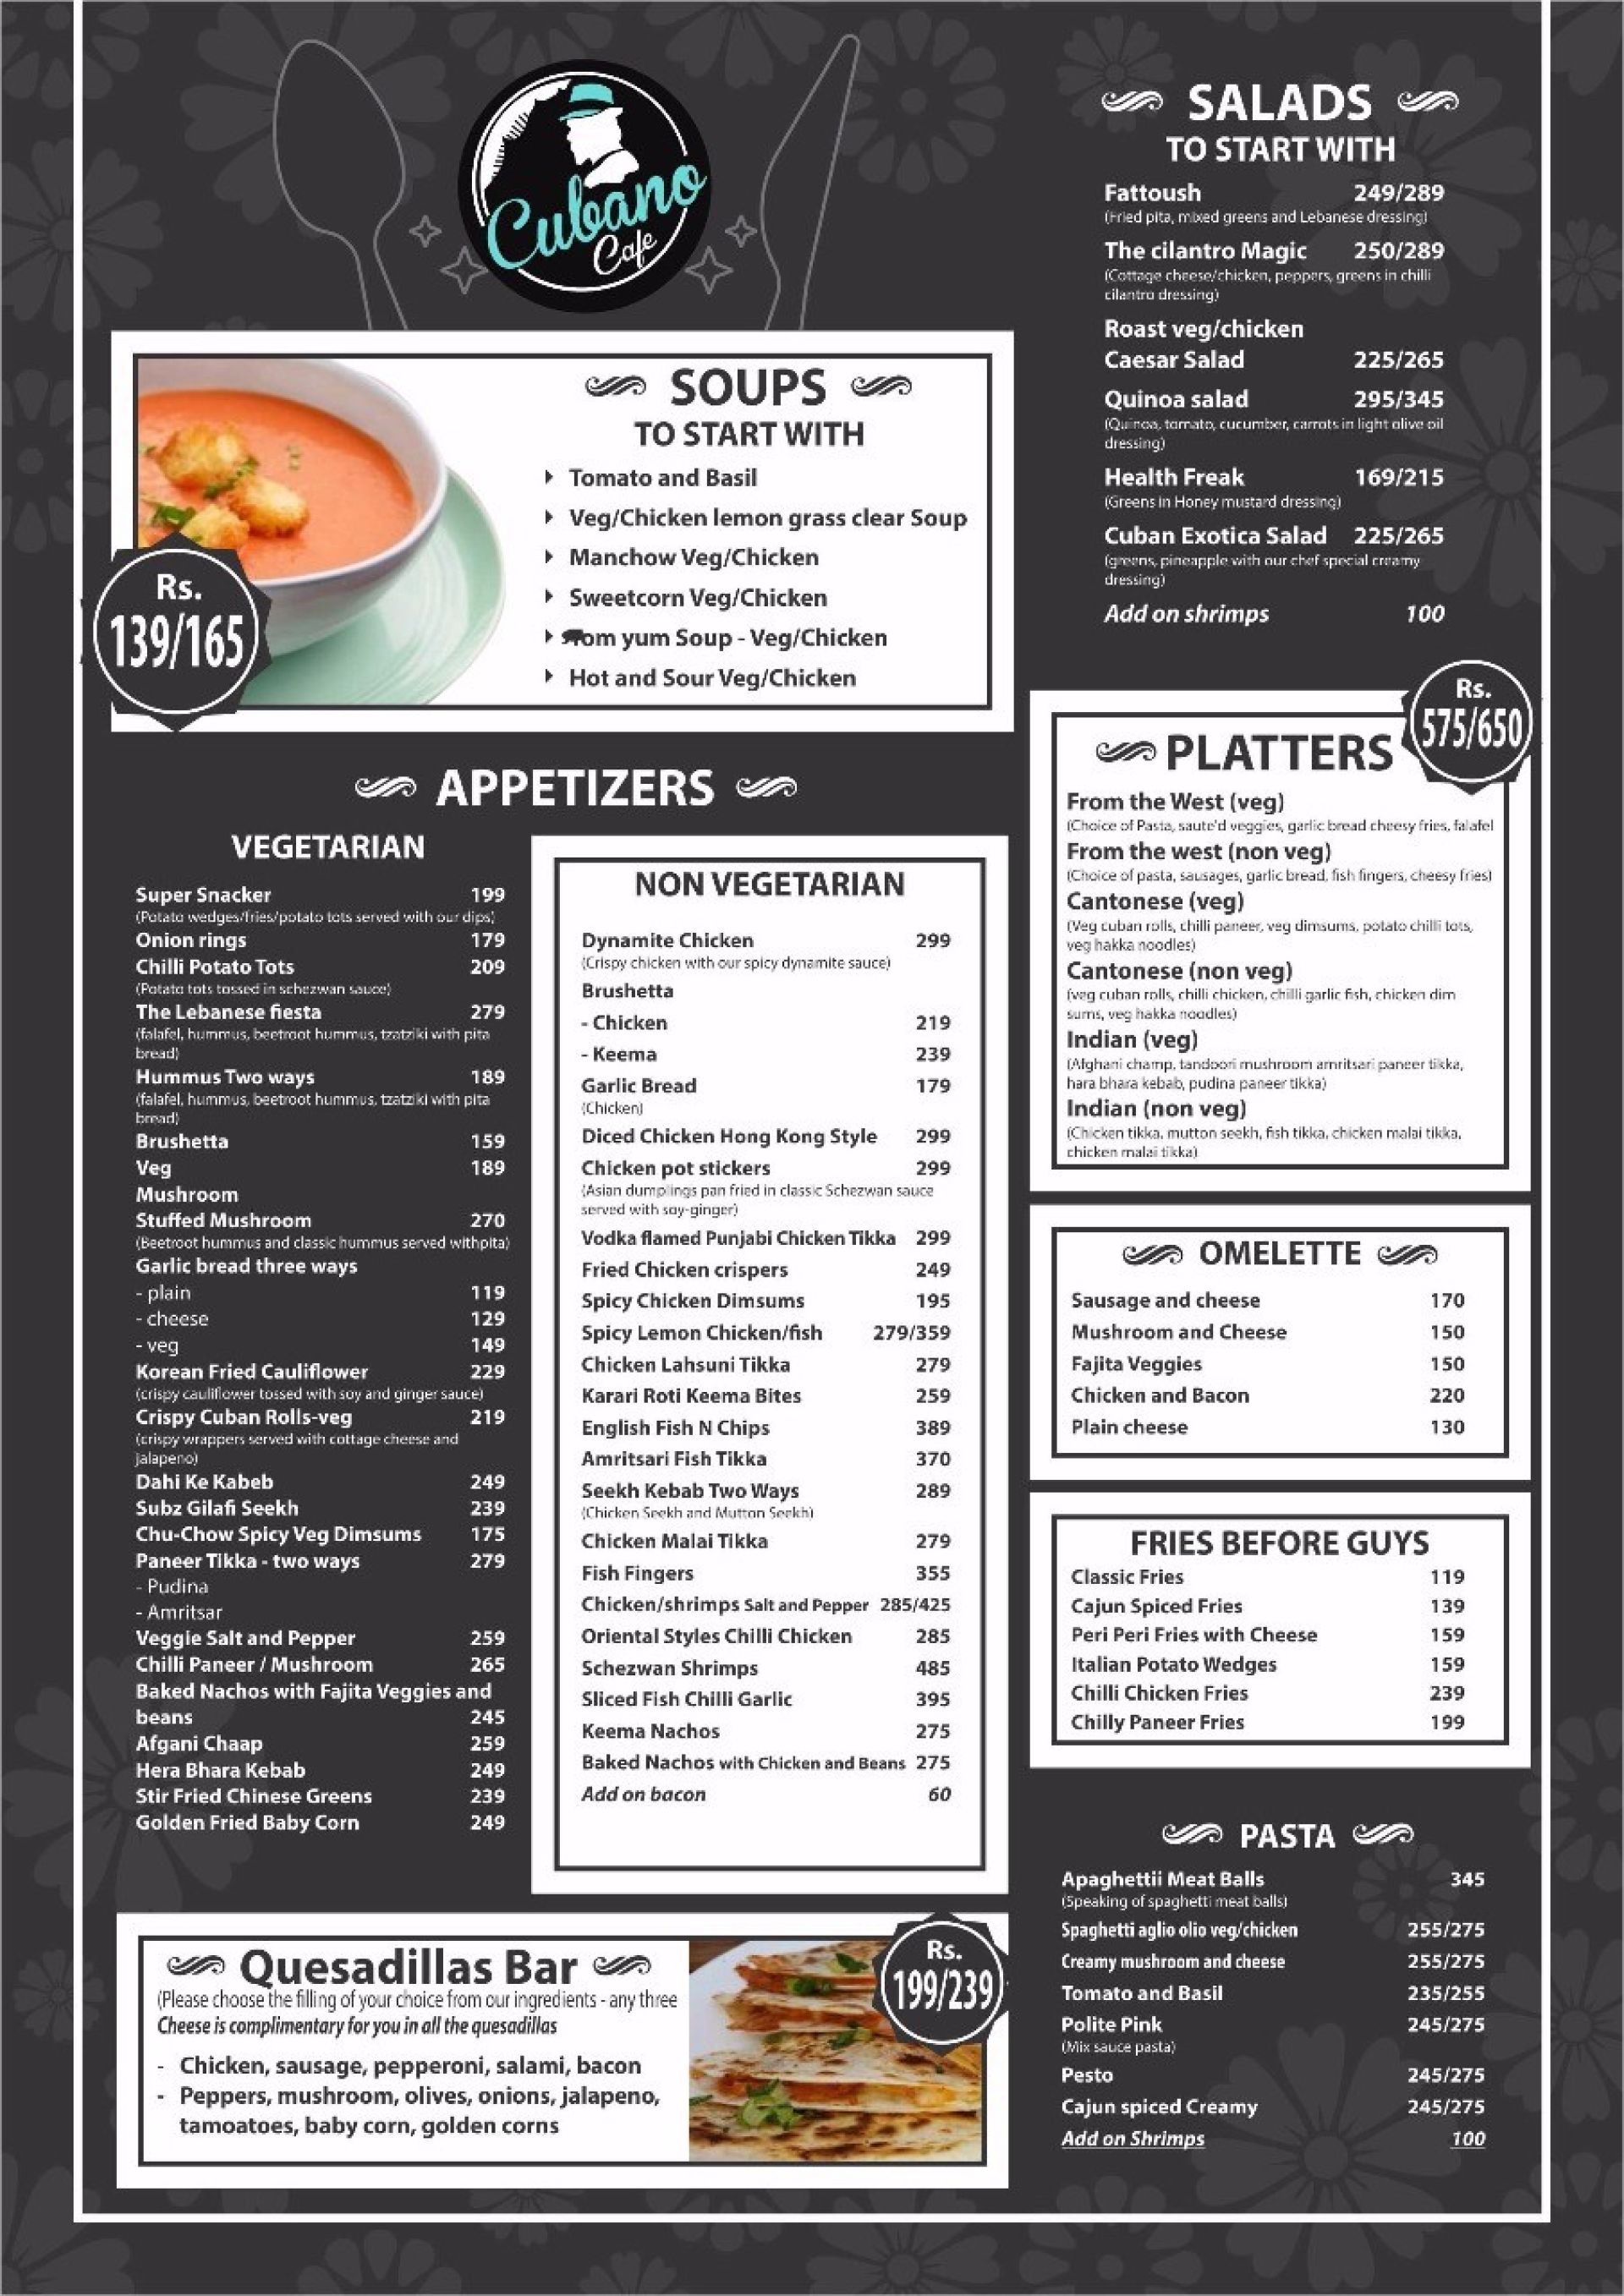 Cubano
Cafe
SOUPS
TO START WITH
Tomato and Basil
Veg/Chicken lemon grass clear Soup
Manchow Veg/Chicken
Sweetcorn Veg/Chicken
Tom yum Soup - Veg/Chicken
Hot and Sour Veg/Chicken
Rs.
139/165
SALADS
TO START WITH
Fattoush 249/289
(Fried pita, mixed greens and Lebanese dressing)
The cilantro Magic 250/289
(Cottage cheese/chicken, peppers, greens in chilli
cilantro dressing)
Roast veg/chicken
Caesar Salad 225/265
Quinoa salad 295/345
(Quinoa, tomato, cucumber, carrots in light olive oil
dressing)
Health Freak 169/215
(Greens in Honey mustard dressing)
Cuban Exotica Salad 225/265
(greens, pineapple with our chef special creamy
dressing)
Add on shrimps 100
APPETIZERS
VEGETARIAN
Super Snacker 199
(Potato wedges/fries/potato tots served with our dips)
Onion rings 179
Chilli Potato Tots 209
(Potato tots tossed in schezwan sauce)
The Lebanese fiesta 279
(falafel, hummus, beetroot hummus, tzatziki with pita
bread)
Hummus Two ways 189
(falafel, hummus, beetroot hummus, tzatziki with pita
bread)
Brushetta 159
Veg 189
Mushroom
Stuffed Mushroom 270
(Beetroot hummus and classic hummus served withpita)
Garlic bread three ways
- plain 119
- cheese 129
- veg 149
Korean Fried Cauliflower 229
(crispy cauliflower tossed with soy and ginger sauce)
Crispy Cuban Rolls-veg 219
(crispy wrappers served with cottage cheese and
jalapeno)
Dahi Ke Kabeb 249
Subz Gilafi Seekh 239
Chu-Chow Spicy Veg Dimsums 175
Paneer Tikka - two ways 279
- Pudina
- Amritsar
Veggie Salt and Pepper 259
Chilli Paneer / Mushroom 265
Baked Nachos with Fajita Veggies and
beans 245
Afgani Chaap 259
Hera Bhara Kebab 249
Stir Fried Chinese Greens 239
Golden Fried Baby Corn 249
NON VEGETARIAN
Dynamite Chicken 299
(Crispy chicken with our spicy dynamite sauce)
Brushetta
- Chicken 219
- Keema 239
Garlic Bread 179
(Chicken)
Diced Chicken Hong Kong Style 299
Chicken pot stickers 299
(Asian dumplings pan fried in classic Schezwan sauce
served with soy-ginger)
Vodka flamed Punjabi Chicken Tikka 299
Fried Chicken crispers 249
Spicy Chicken Dimsums 195
Spicy Lemon Chicken/fish 279/359
Chicken Lahsuni Tikka 279
Karari Roti Keema Bites 259
English Fish N Chips 389
Amritsari Fish Tikka 370
Seekh Kebab Two Ways 289
(Chicken Seekh and Mutton Seekh)
Chicken Malai Tikka 279
Fish Fingers 355
Chicken/shrimps Salt and Pepper 285/425
Oriental Styles Chilli Chicken 285
Schezwan Shrimps 485
Sliced Fish Chilli Garlic 395
Keema Nachos 275
Baked Nachos with Chicken and Beans 275
Add on bacon 60
Rs.
575/650
PLATTERS
From the West (veg)
(Choice of Pasta, saute'd veggies, garlic bread cheesy fries, falafel
From the west (non veg)
(Choice of pasta, sausages, garlic bread, fish fingers, cheesy fries)
Cantonese (veg)
(Veg cuban rolls, chilli paneer, veg dimsums, potato chilli tots,
veg hakka noodles)
Cantonese (non veg)
(veg cuban rolls, chilli chicken, chilli garlic fish, chicken dim
sums, veg hakka noodles)
Indian (veg)
(Afghani champ, tandoori mushroom amritsari paneer tikka,
hara bhara kebab, pudina paneer tikka)
Indian (non veg)
(Chicken tikka, mutton seekh, fish tikka, chicken malai tikka,
chicken malai tikka)
OMELETTE
Sausage and cheese 170
Mushroom and Cheese 150
Fajita Veggies 150
Chicken and Bacon 220
Plain cheese 130
FRIES BEFORE GUYS
Classic Fries 119
Cajun Spiced Fries 139
Peri Peri Fries with Cheese 159
Italian Potato Wedges 159
Chilli Chicken Fries 239
Chilly Paneer Fries 199
PASTA
Apaghettii Meat Balls 345
(Speaking of spaghetti meat balls)
Spaghetti aglio olio veg/chicken 255/275
Creamy mushroom and cheese 255/275
Tomato and Basil 235/255
Polite Pink 245/275
(Mix sauce pasta)
Pesto 245/275
Cajun spiced Creamy 245/275
Add on Shrimps 100
Quesadillas Bar
(Please choose the filling of your choice from our ingredients - any three
Cheese is complimentary for you in all the quesadillas
- Chicken, sausage, pepperoni, salami, bacon
- Peppers, mushroom, olives, onions, jalapeno,
tamoatoes, baby corn, golden corns
Rs.
199/239